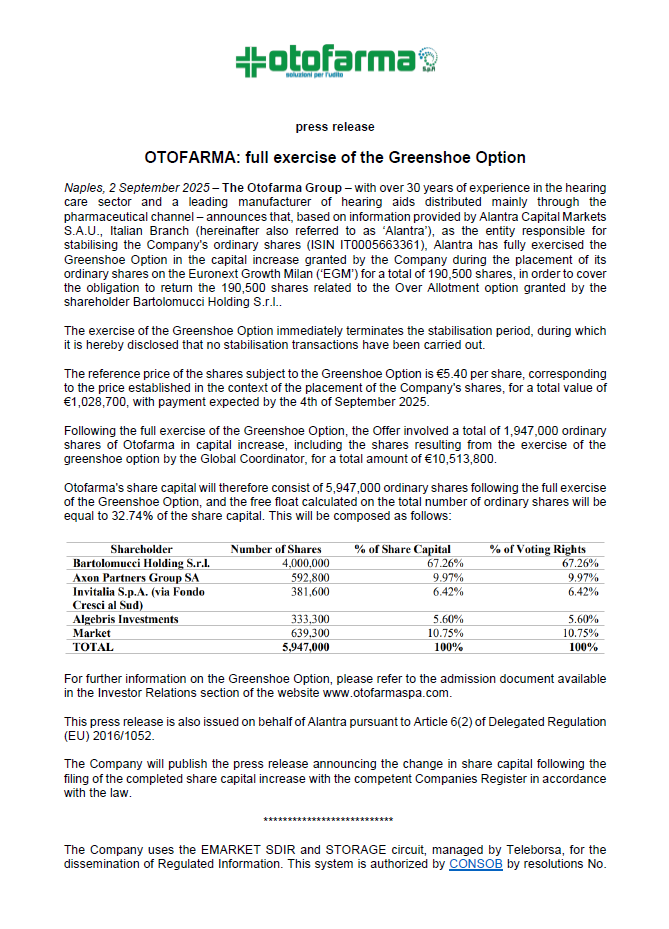 otofarma S.p.A
soluzioni per l'udito
press release
OTOFARMA: full exercise of the Greenshoe Option
Naples, 2 September 2025 – The Otofarma Group – with over 30 years of experience in the hearing
care sector and a leading manufacturer of hearing aids distributed mainly through the
pharmaceutical channel – announces that, based on information provided by Alantra Capital Markets
S.A.U., Italian Branch (hereinafter also referred to as ‘Alantra’), as the entity responsible for
stabilising the Company's ordinary shares (ISIN IT0005663361), Alantra has fully exercised the
Greenshoe Option in the capital increase granted by the Company during the placement of its
ordinary shares on the Euronext Growth Milan (‘EGM’) for a total of 190,500 shares, in order to cover
the obligation to return the 190,500 shares related to the Over Allotment option granted by the
shareholder Bartolomucci Holding S.r.l..
The exercise of the Greenshoe Option immediately terminates the stabilisation period, during which
it is hereby disclosed that no stabilisation transactions have been carried out.
The reference price of the shares subject to the Greenshoe Option is €5.40 per share, corresponding
to the price established in the context of the placement of the Company's shares, for a total value of
€1,028,700, with payment expected by the 4th of September 2025.
Following the full exercise of the Greenshoe Option, the Offer involved a total of 1,947,000 ordinary
shares of Otofarma in capital increase, including the shares resulting from the exercise of the
greenshoe option by the Global Coordinator, for a total amount of €10,513,800.
Otofarma's share capital will therefore consist of 5,947,000 ordinary shares following the full exercise
of the Greenshoe Option, and the free float calculated on the total number of ordinary shares will be
equal to 32.74% of the share capital. This will be composed as follows:
Shareholder Number of Shares % of Share Capital % of Voting Rights
Bartolomucci Holding S.r.l. 4,000,000 67.26% 67.26%
Axon Partners Group SA 592,800 9.97% 9.97%
Invitalia S.p.A. (via Fondo 381,600 6.42% 6.42%
Cresci al Sud)
Algebris Investments 333,300 5.60% 5.60%
Market 639,300 10.75% 10.75%
TOTAL 5,947,000 100% 100%
For further information on the Greenshoe Option, please refer to the admission document available
in the Investor Relations section of the website www.otofarmaspa.com.
This press release is also issued on behalf of Alantra pursuant to Article 6(2) of Delegated Regulation
(EU) 2016/1052.
The Company will publish the press release announcing the change in share capital following the
filing of the completed share capital increase with the competent Companies Register in accordance
with the law.
***************************
The Company uses the EMARKET SDIR and STORAGE circuit, managed by Teleborsa, for the
dissemination of Regulated Information. This system is authorized by CONSOB by resolutions No.